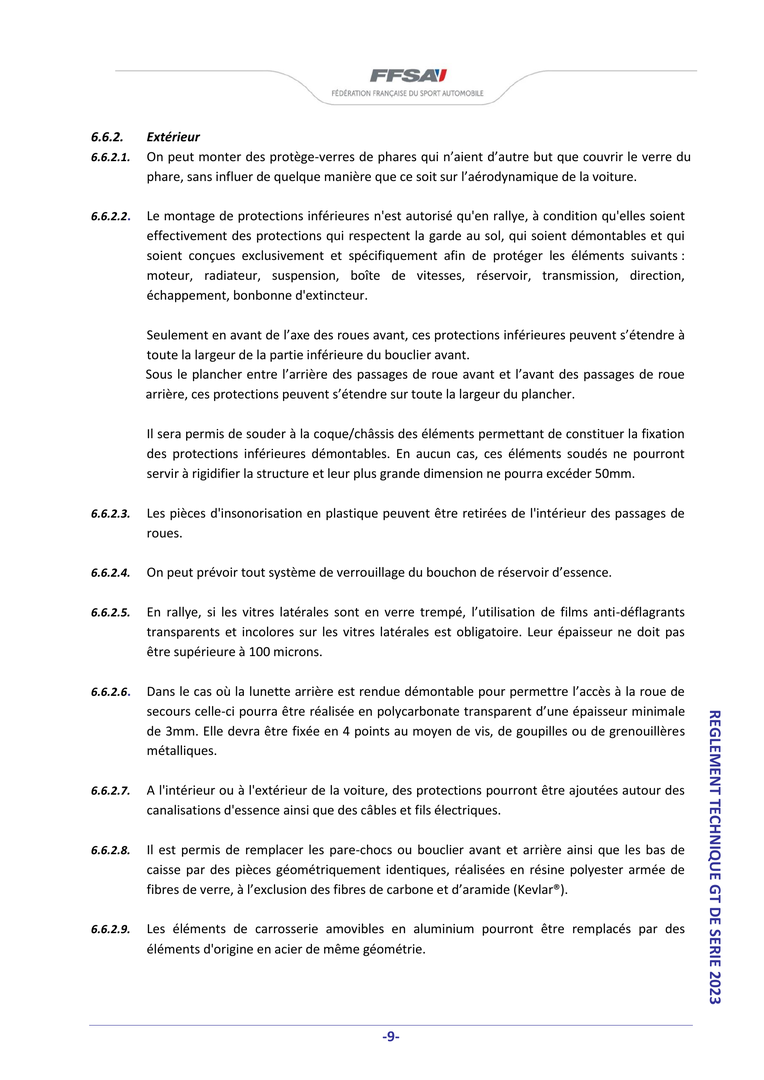 FFSA
FÉDÉRATION FRANÇAISE DU SPORT AUTOMOBILE
6.6.2. Extérieur
6.6.2.1. On peut monter des protège-verres de phares qui n’aient d’autre but que couvrir le verre du
phare, sans influer de quelque manière que ce soit sur l’aérodynamique de la voiture.
6.6.2.2. Le montage de protections inférieures n'est autorisé qu'en rallye, à condition qu'elles soient
effectivement des protections qui respectent la garde au sol, qui soient démontables et qui
soient conçues exclusivement et spécifiquement afin de protéger les éléments suivants :
moteur, radiateur, suspension, boîte de vitesses, réservoir, transmission, direction,
échappement, bonbonne d'extincteur.
Seulement en avant de l’axe des roues avant, ces protections inférieures peuvent s’étendre à
toute la largeur de la partie inférieure du bouclier avant.
Sous le plancher entre l’arrière des passages de roue avant et l’avant des passages de roue
arrière, ces protections peuvent s’étendre sur toute la largeur du plancher.
Il sera permis de souder à la coque/châssis des éléments permettant de constituer la fixation
des protections inférieures démontables. En aucun cas, ces éléments soudés ne pourront
servir à rigidifier la structure et leur plus grande dimension ne pourra excéder 50mm.
6.6.2.3. Les pièces d'insonorisation en plastique peuvent être retirées de l'intérieur des passages de
roues.
6.6.2.4. On peut prévoir tout système de verrouillage du bouchon de réservoir d’essence.
6.6.2.5. En rallye, si les vitres latérales sont en verre trempé, l’utilisation de films anti-déflagrants
transparents et incolores sur les vitres latérales est obligatoire. Leur épaisseur ne doit pas
être supérieure à 100 microns.
6.6.2.6. Dans le cas où la lunette arrière est rendue démontable pour permettre l’accès à la roue de
secours celle-ci pourra être réalisée en polycarbonate transparent d’une épaisseur minimale
de 3mm. Elle devra être fixée en 4 points au moyen de vis, de goupilles ou de grenouillères
métalliques.
6.6.2.7. A l'intérieur ou à l'extérieur de la voiture, des protections pourront être ajoutées autour des
canalisations d'essence ainsi que des câbles et fils électriques.
6.6.2.8. Il est permis de remplacer les pare-chocs ou bouclier avant et arrière ainsi que les bas de
caisse par des pièces géométriquement identiques, réalisées en résine polyester armée de
fibres de verre, à l’exclusion des fibres de carbone et d’aramide (Kevlar®).
6.6.2.9. Les éléments de carrosserie amovibles en aluminium pourront être remplacés par des
éléments d'origine en acier de même géométrie.
REGLEMENT TECHNIQUE GT DE SERIE 2023
-9-